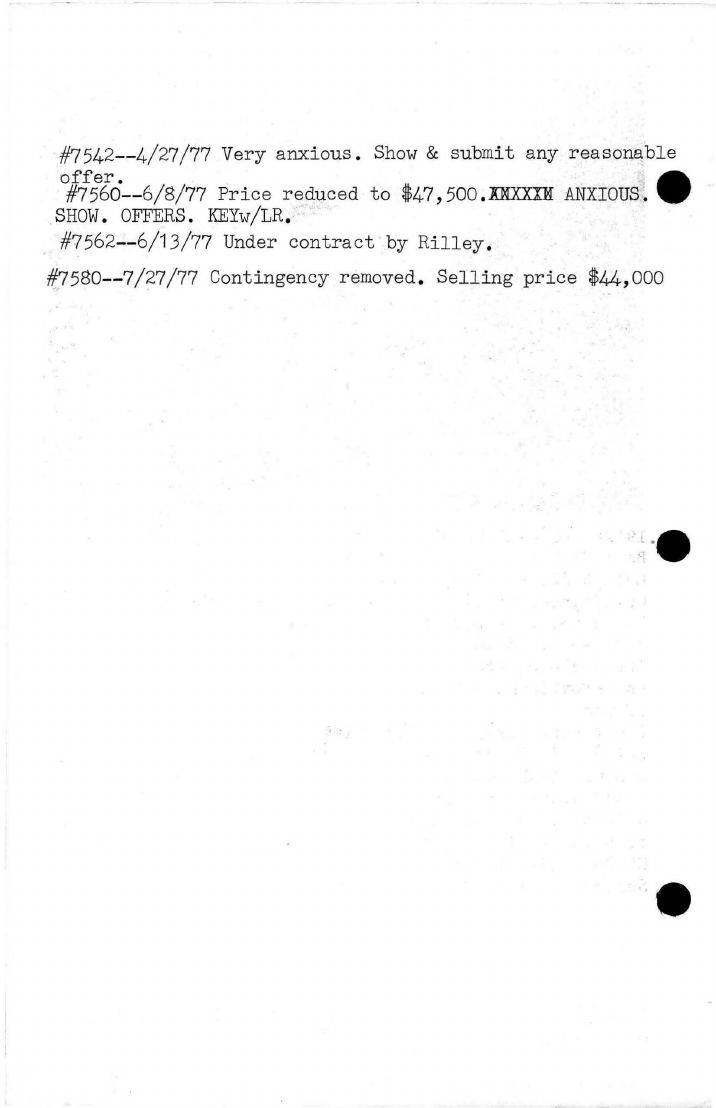 #7542--4/27/77 Very anxious. Show & submit any reasonable
offer.
#7560--6/8/77 Price reduced to $47,500. ANXIOUS.
SHOW. OFFERS. KEYw/LR.
#7562--6/13/77 Under contract by Rilley.
#7580--7/27/77 Contingency removed. Selling price $44,000